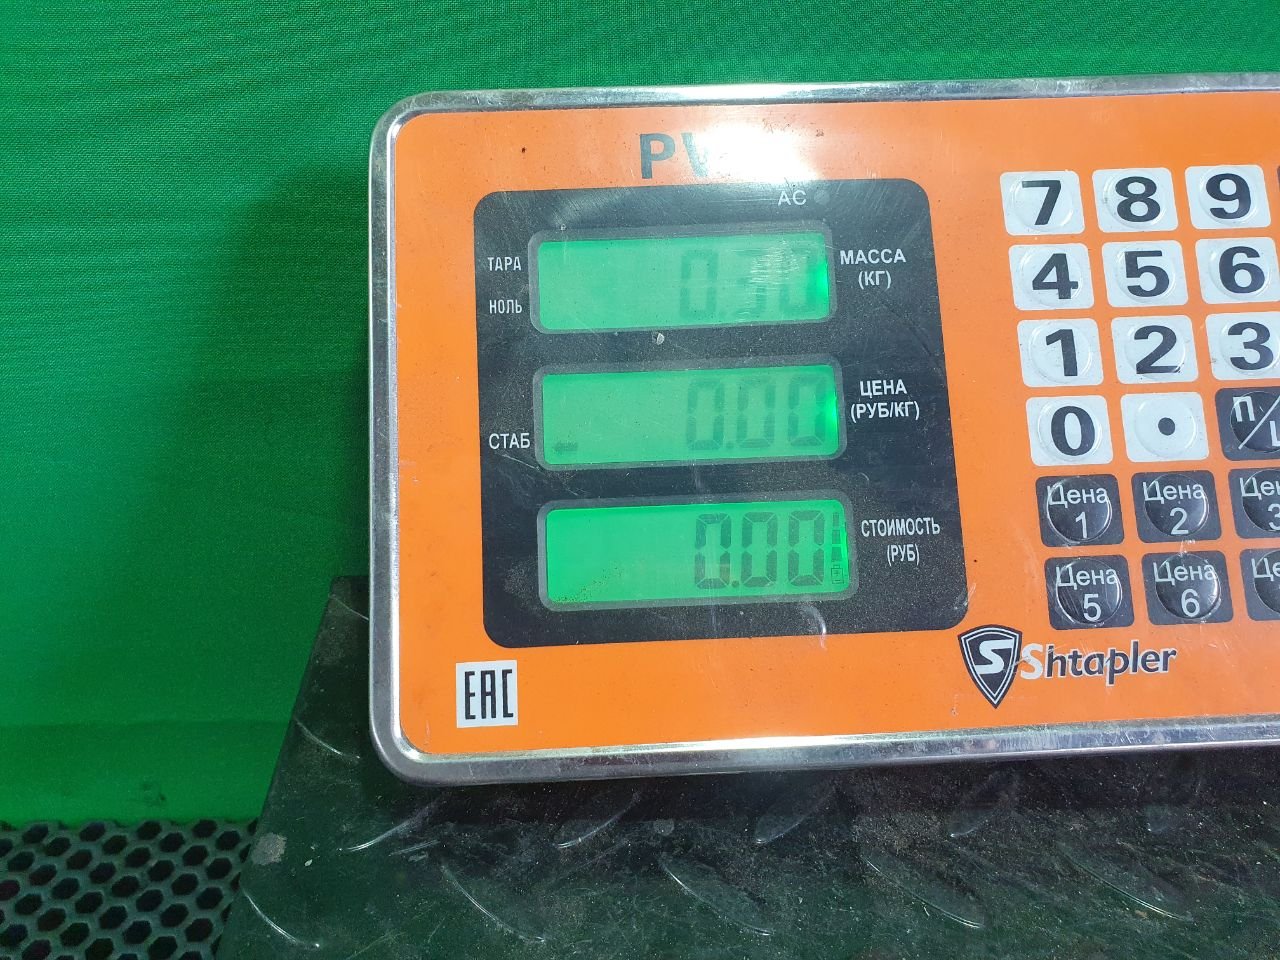 PW
AC
ТАРА
НОЛЬ
МАССА
(КГ)
СТАБ
0.00
ЦЕНА
(РУБ/КГ)
0.00
СТОИМОСТЬ
(РУБ)
7 8 9
4 5 6
1 2 3
0 •
Цена 1
Цена 2
Цена 5
Цена 6
EAC
S Shtapler